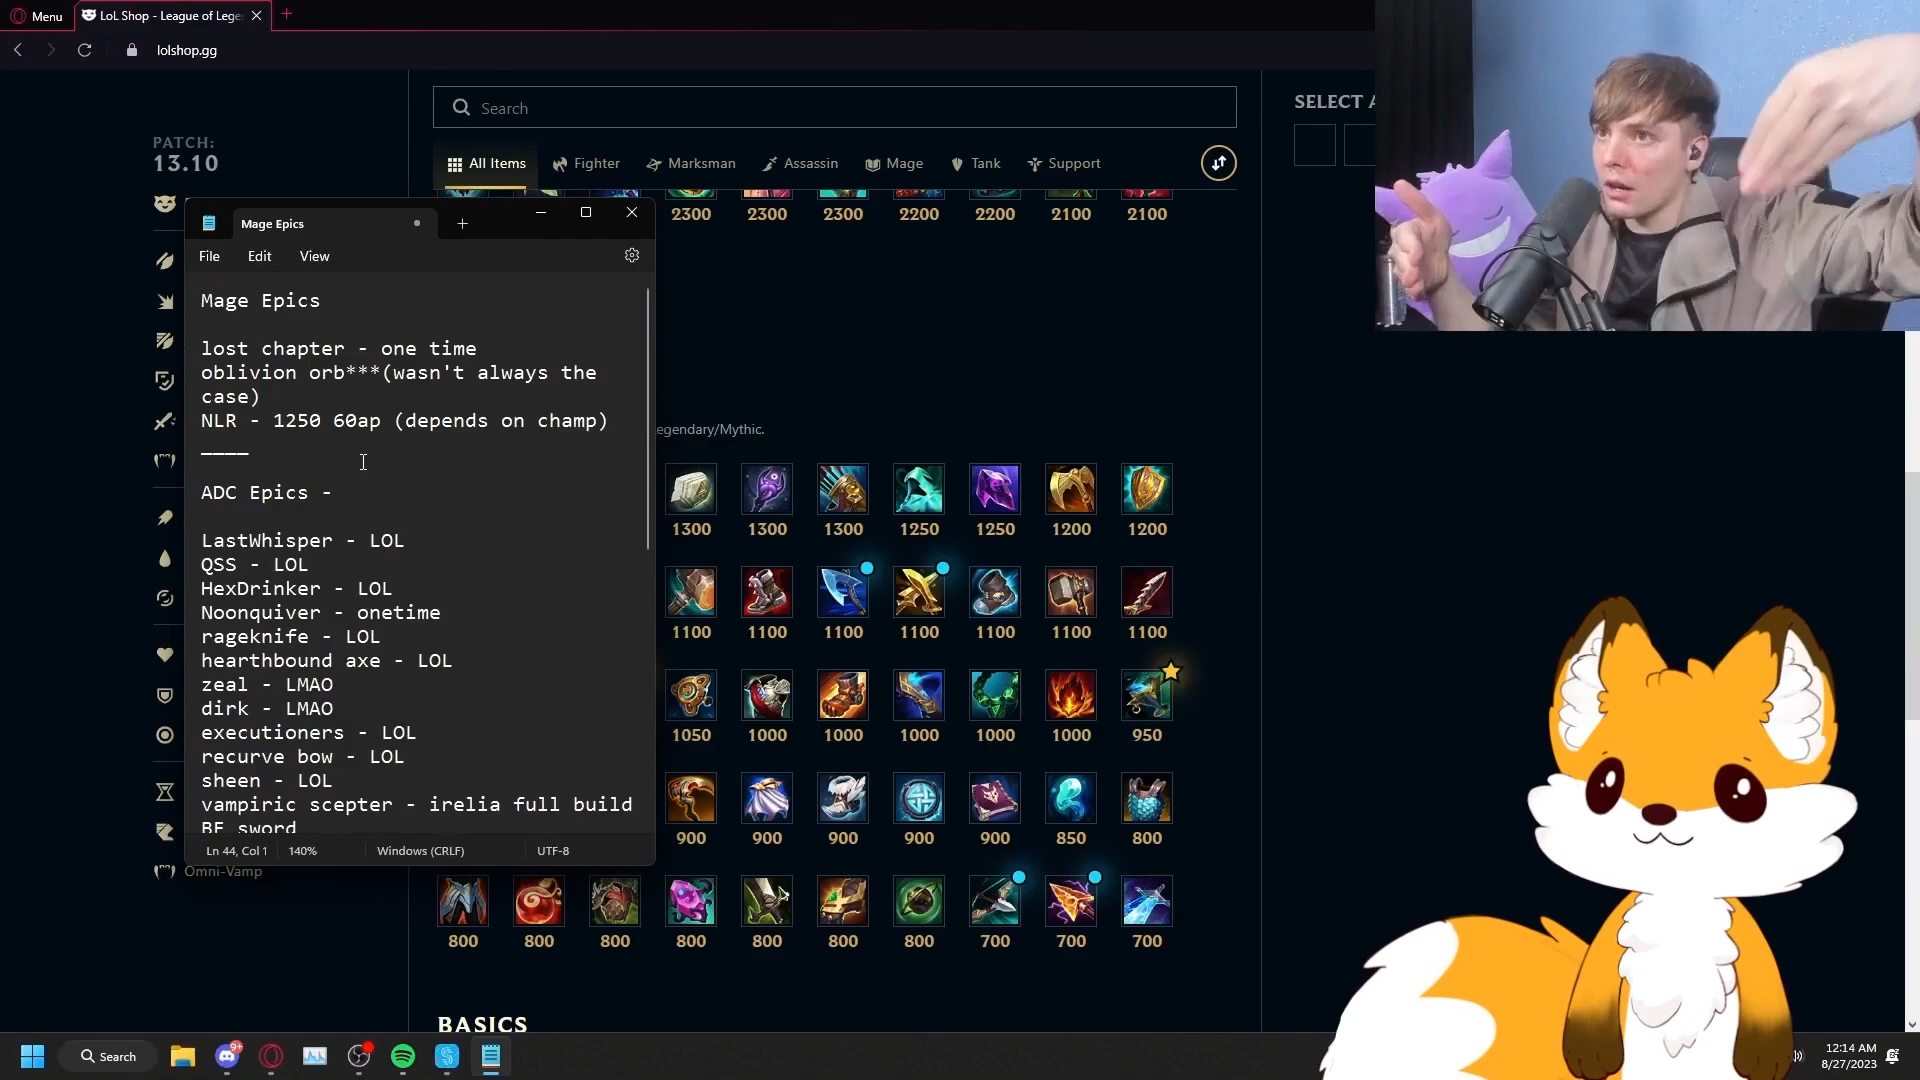 Menu
LoL Shop - League of Lege
lolshop.gg
PATCH:
13.10
Search
All Items
Fighter
Marksman
Assassin
Mage
Tank
Support
SELECT A
2300 2300 2300 2200 2200 2100 2100
Mage Epics
File Edit View
Mage Epics
lost chapter - one time
oblivion orb***(wasn't always the
case)
NLR - 1250 60ap (depends on champ)
____
ADC Epics -
LastWhisper - LOL
QSS - LOL
HexDrinker - LOL
Noonquiver - onetime
rageknife - LOL
hearthbound axe - LOL
zeal - LMAO
dirk - LMAO
executioners - LOL
recurve bow - LOL
sheen - LOL
vampiric scepter - irelia full build
BF sword
Ln 44, Col 1
140%
Windows (CRLF)
UTF-8
Omni-Vamp
egendary/Mythic.
1300 1300 1300 1250 1250 1200 1200
1100 1100 1100 1100 1100 1100 1100
1050 1000 1000 1000 1000 1000 950
900 900 900 900 900 850 800
800 800 800 800 800 800 800 700 700 700
BASICS
Search
9+
12:14 AM
8/27/2023